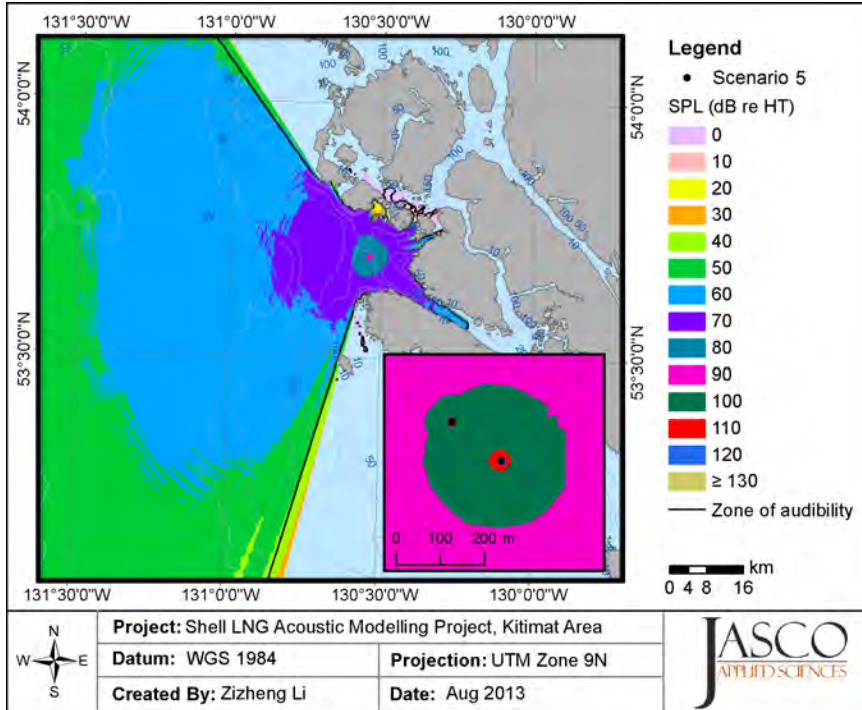 131°30'0"W 131°0'0"W 130°30'0"W 130°0'0"W
54°0'0"N
53°30'0"N
54°0'0"N
53°30'0"N
131°30'0"W 131°0'0"W 130°30'0"W 130°0'0"W
0 100 200 m
Legend
Scenario 5
SPL (dB re HT)
0
10
20
30
40
50
60
70
80
90
100
110
120
≥ 130
Zone of audibility
km
0 4 8 16
N
W E
S
Project: Shell LNG Acoustic Modelling Project, Kitimat Area
Datum: WGS 1984
Projection: UTM Zone 9N
Created By: Zizheng Li
Date: Aug 2013
JASCO
APPLIED SCIENCES